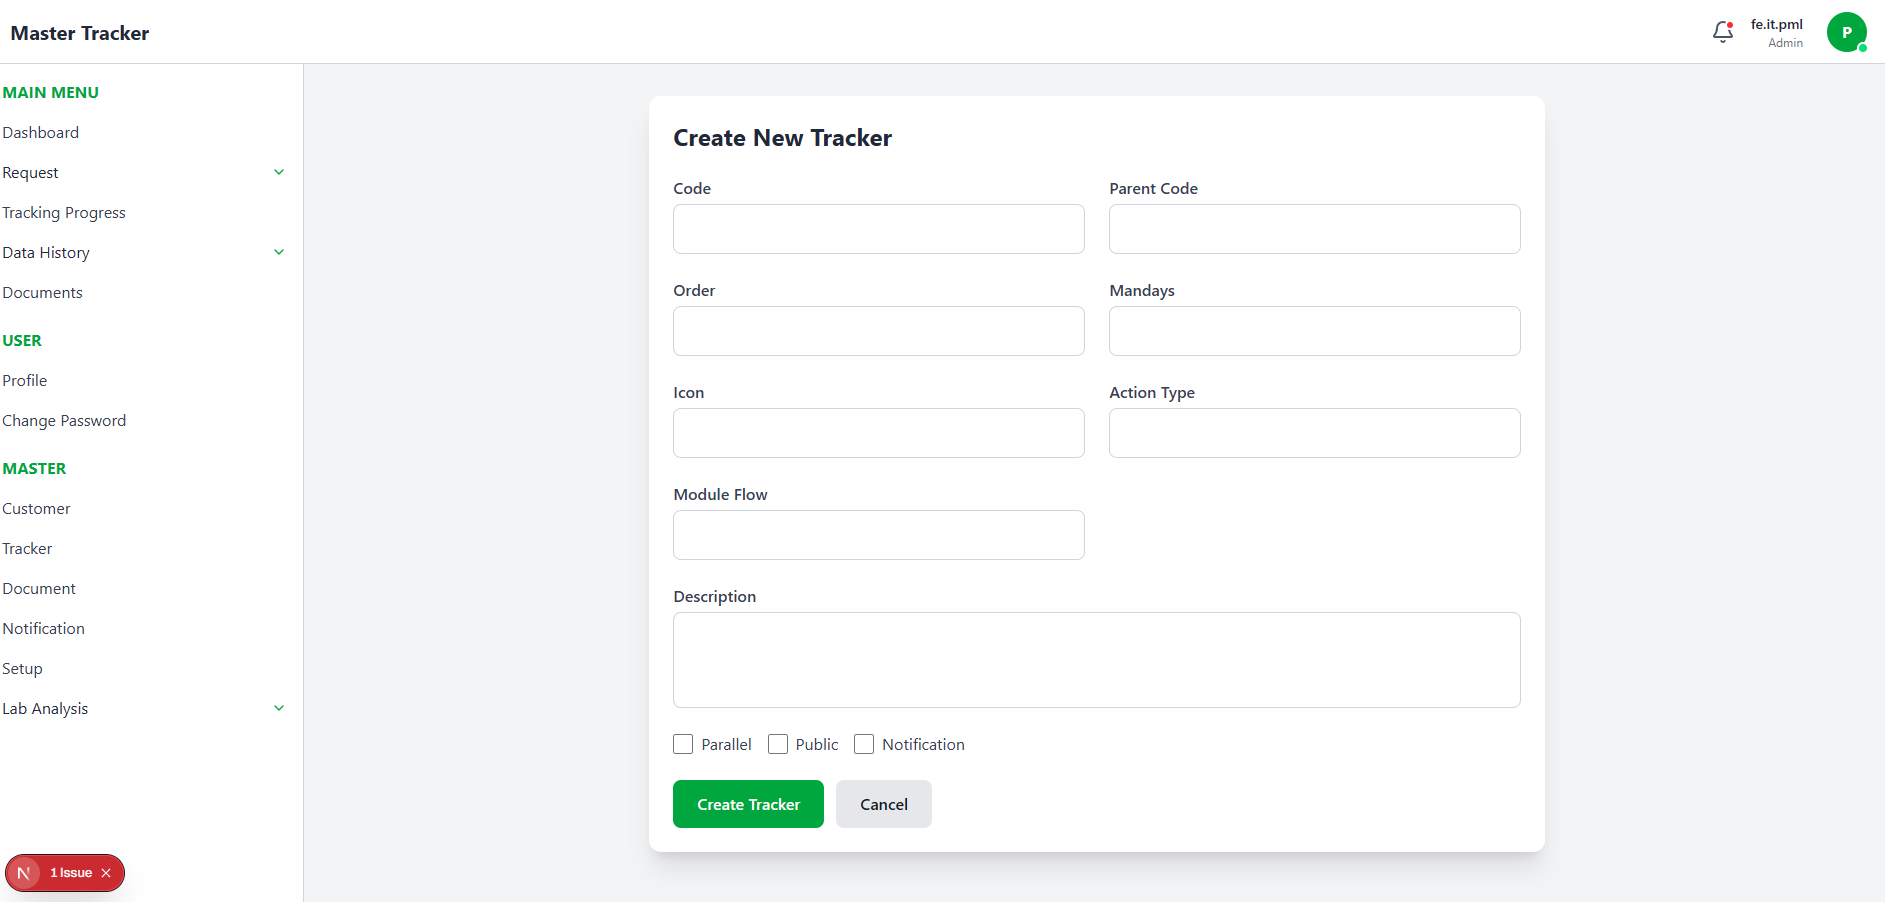 Master Tracker
fe.it.pml
Admin
P
MAIN MENU
Dashboard
Request
Tracking Progress
Data History
Documents
USER
Profile
Change Password
MASTER
Customer
Tracker
Document
Notification
Setup
Lab Analysis
N 1 Issue
Create New Tracker
Code Parent Code
Order Mandays
Icon Action Type
Module Flow
Description
Parallel Public Notification
Create Tracker Cancel